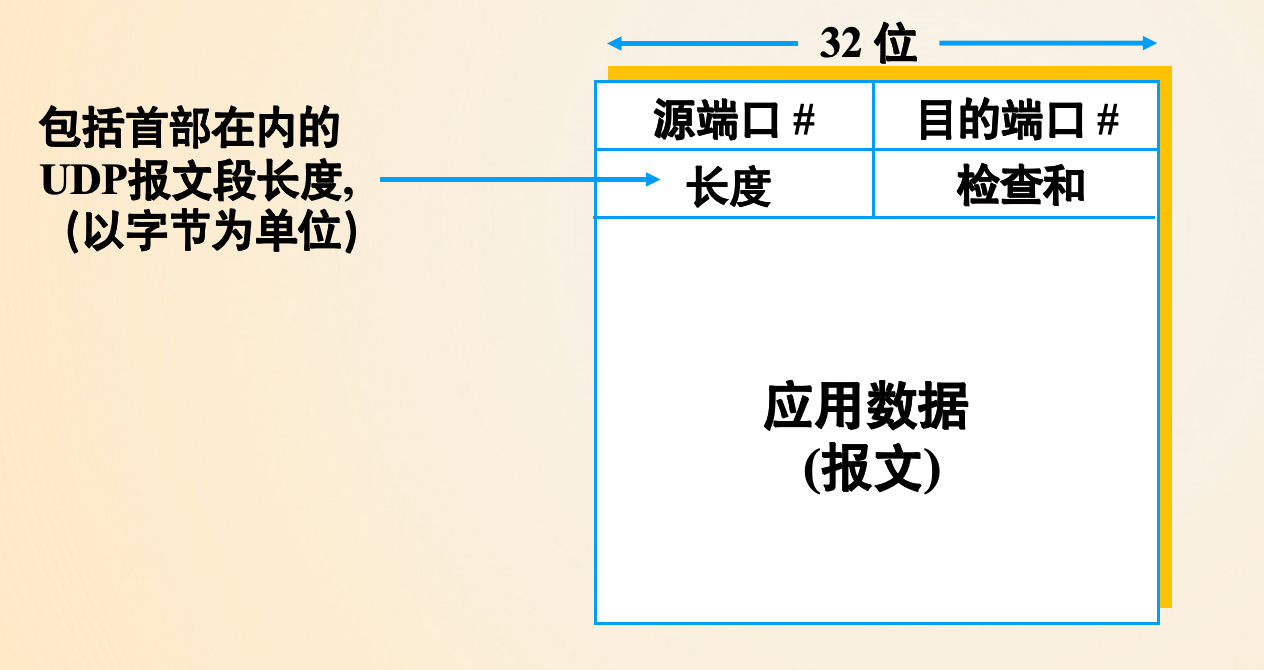 32 位
源端口 #
目的端口 #
包括首部在内的
UDP报文段长度,
(以字节为单位)
长度
检查和
应用数据
(报文)